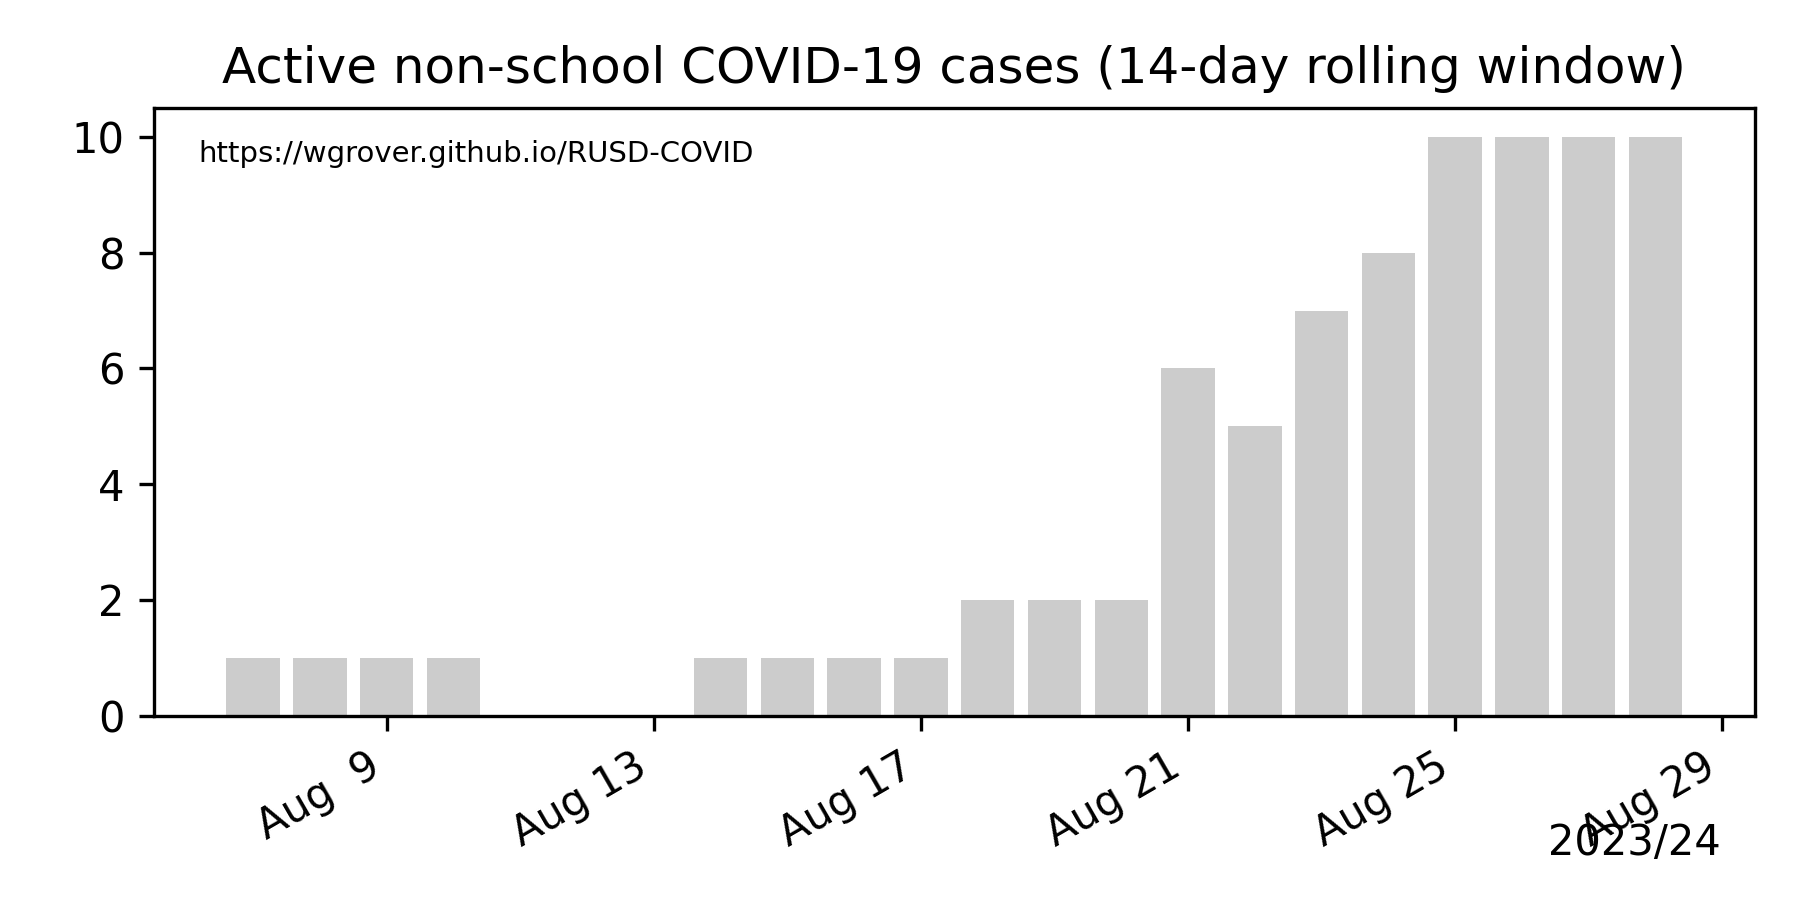 Active non-school COVID-19 cases (14-day rolling window)
https://wgrover.github.io/RUSD-COVID
10
8
6
4
2
0
Aug 9
Aug 13
Aug 17
Aug 21
Aug 25
Aug 29
2023/24